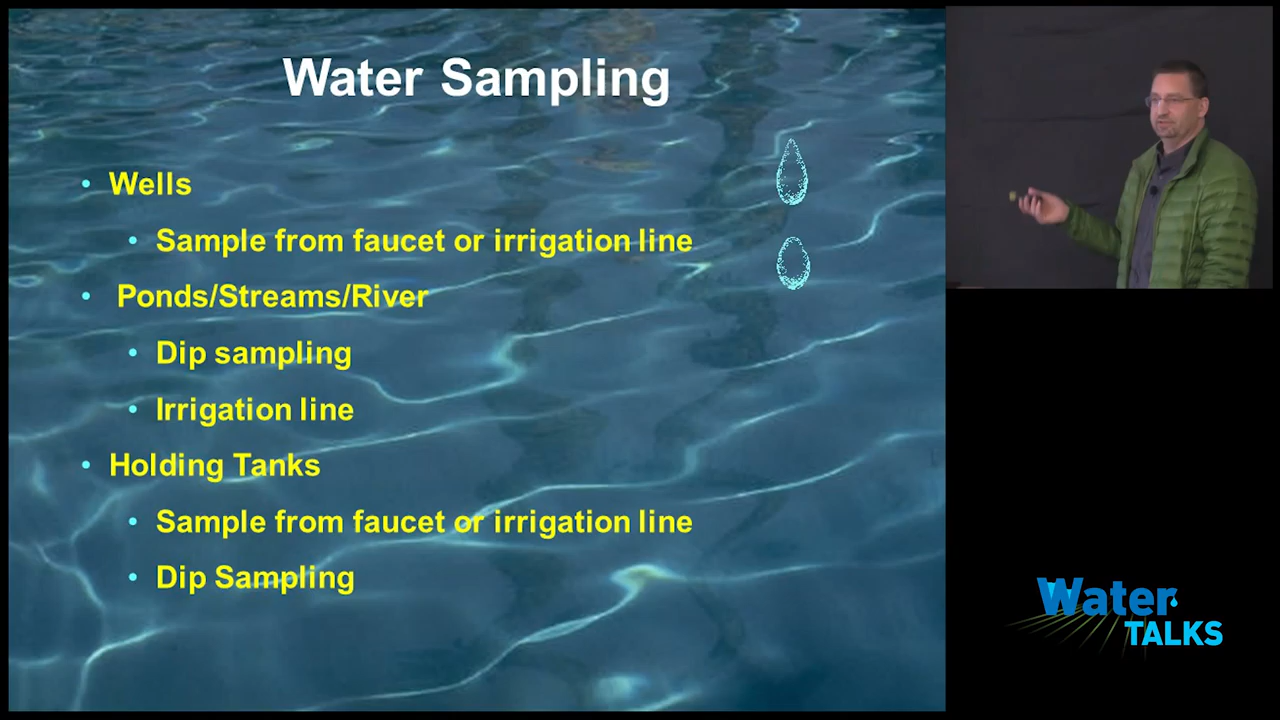 Water Sampling
• Wells
• Sample from faucet or irrigation line
• Ponds/Streams/River
• Dip sampling
• Irrigation line
• Holding Tanks
• Sample from faucet or irrigation line
• Dip Sampling
Water
TALKS